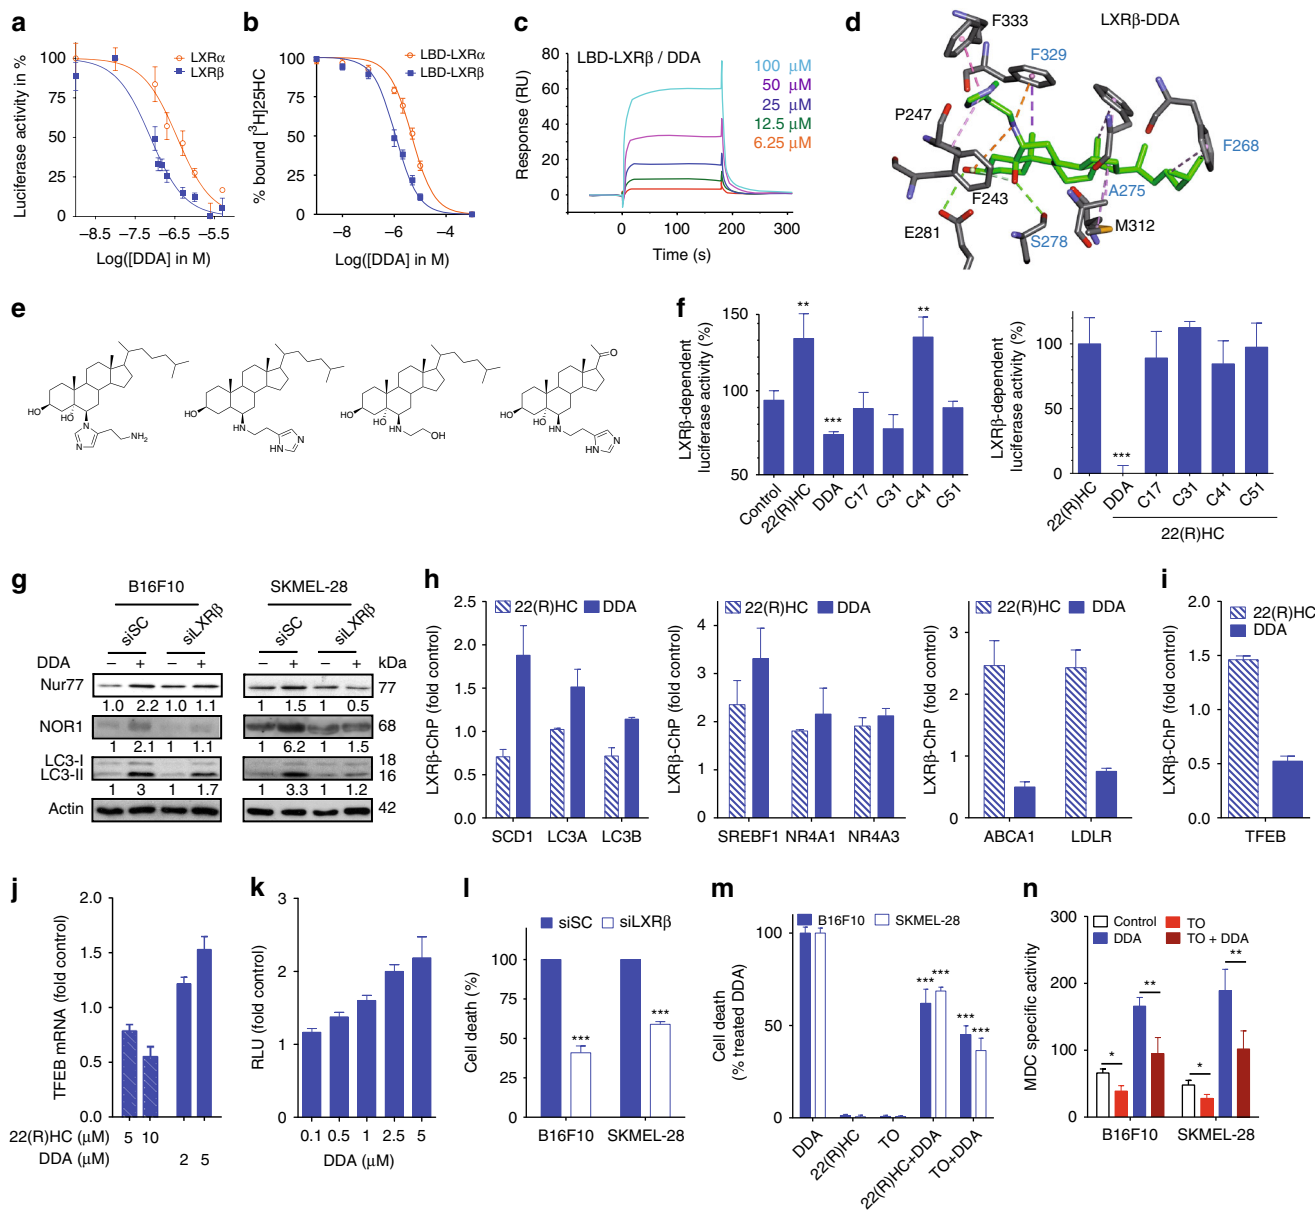 a
Luciferase activity in %
100
75
50
25
0
–8.5
–7.5
–6.5
–5.5
Log([DDA] in M)
LXRα
LXRβ
b
% bound [³H]25HC
100
75
50
25
0
–8
–6
–4
Log([DDA] in M)
LBD-LXRα
LBD-LXRβ
c
LBD-LXRβ / DDA
Response (RU)
80
60
40
20
0
0
100
200
300
Time (s)
100 μM
50 μM
25 μM
12.5 μM
6.25 μM
d
LXRβ-DDA
F333
F329
P247
F268
A275
F243
E281
S278
M312
e
HO
OH
N
N
NH2
HO
OH
HN
N
HN
HO
OH
HN
OH
O
HO
OH
HN
N
HN
f
LXRβ-dependent
luciferase activity (%)
150
100
50
**
***
**
Control
22(R)HC
DDA
C17
C31
C41
C51
LXRβ-dependent
luciferase activity (%)
100
50
0
***
22(R)HC
DDA
C17
C31
C41
C51
22(R)HC
g
B16F10
SKMEL-28
siSC
siLXRβ
siSC
siLXRβ
DDA
– + – +
– + – +
kDa
Nur77
77
1.0 2.2 1.0 1.1
1 1.5 1 0.5
NOR1
68
1 2.1 1 1.1
1 6.2 1 1.5
LC3-I
18
LC3-II
16
1 3 1 1.7
1 3.3 1 1.2
Actin
42
h
LXRβ-ChP (fold control)
2.5
2.0
1.5
1.0
0.5
0.0
22(R)HC
DDA
SCD1
LC3A
LC3B
LXRβ-ChP (fold control)
4
3
2
1
0
22(R)HC
DDA
SREBF1
NR4A1
NR4A3
LXRβ-ChP (fold control)
3
2
1
0
22(R)HC
DDA
ABCA1
LDLR
i
LXRβ-ChP (fold control)
2.0
1.5
1.0
0.5
0.0
22(R)HC
DDA
TFEB
j
TFEB mRNA (fold control)
2.0
1.5
1.0
0.5
0.0
22(R)HC (μM)
5 10
DDA (μM)
2 5
k
RLU (fold control)
3
2
1
0
0.1 0.5 1 2.5 5
DDA (μM)
l
siSC
siLXRβ
Cell death (%)
100
75
50
25
0
***
***
B16F10
SKMEL-28
m
B16F10
SKMEL-28
Cell death
(% treated DDA)
100
50
0
***
***
***
***
DDA
22(R)HC
TO
22(R)HC+DDA
TO+DDA
n
MDC specific activity
300
200
100
0
Control
DDA
TO
TO + DDA
*
**
*
**
B16F10
SKMEL-28